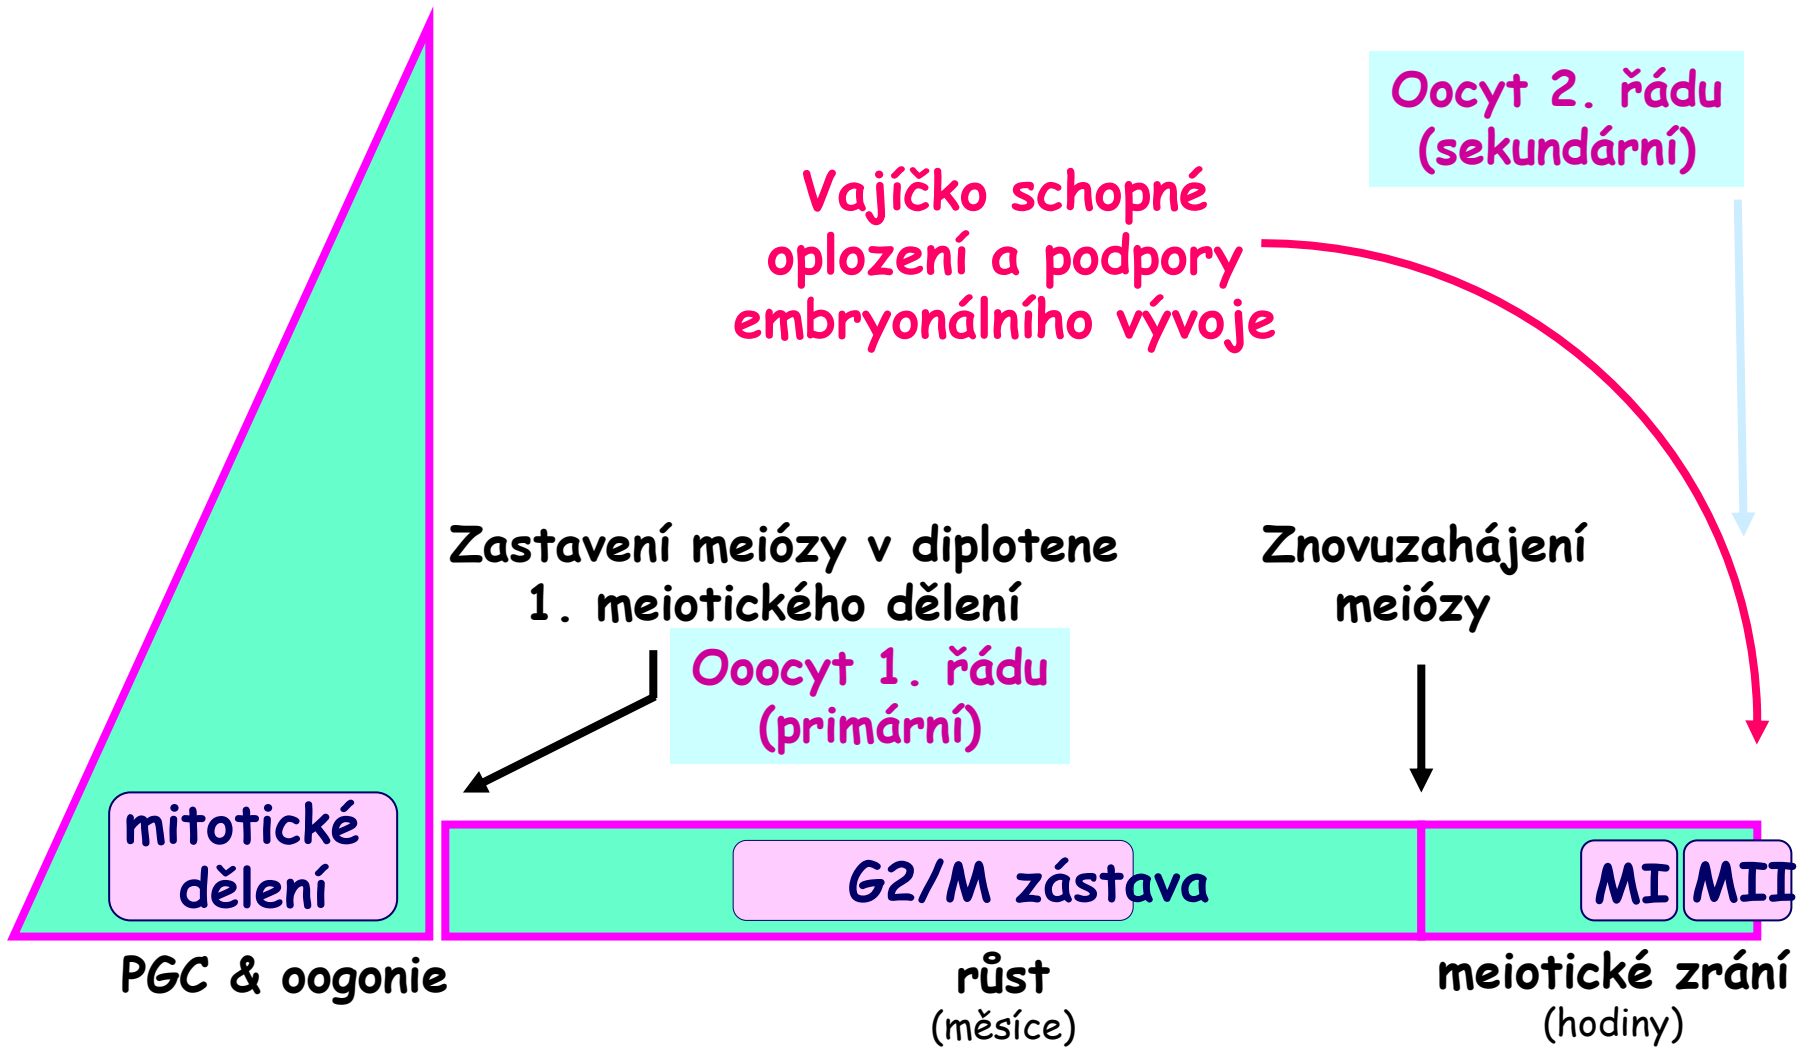 Oocyt 2. řádu
(sekundární)
Vajíčko schopné
oplození a podpory
embryonálního vývoje
Zastavení meiózy v diplotene
1. meiotického dělení
Znovuzahájení
meiózy
Ooocyt 1. řádu
(primární)
mitotické
dělení
G2/M zástava
MI
MII
PGC & oogonie
růst
(měsíce)
meiotické zrání
(hodiny)